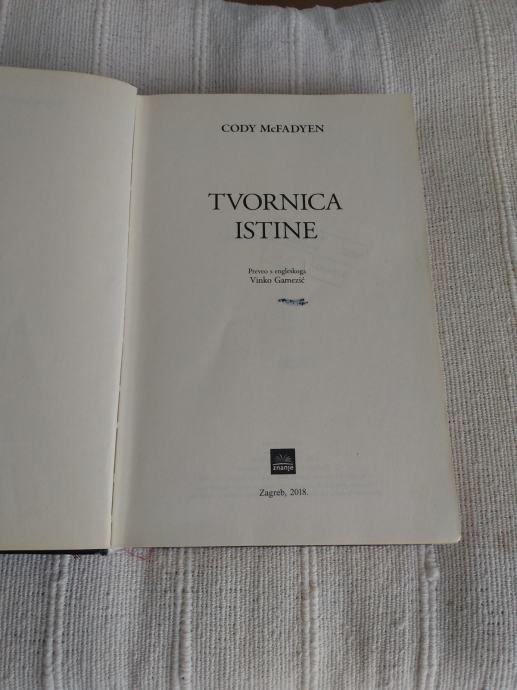 CODY McFADYEN
TVORNICA
ISTINE
Preveo s engleskoga
Vinko Gamezić
znanje
Zagreb, 2018.